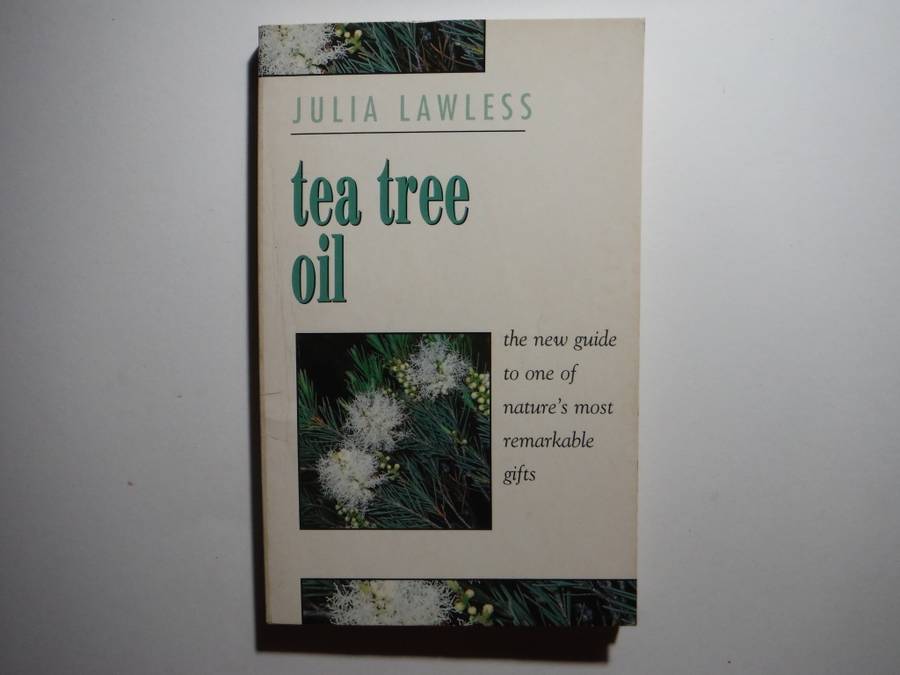 JULIA LAWLESS
tea tree
oil
the new guide
to one of
nature's most
remarkable
gifts